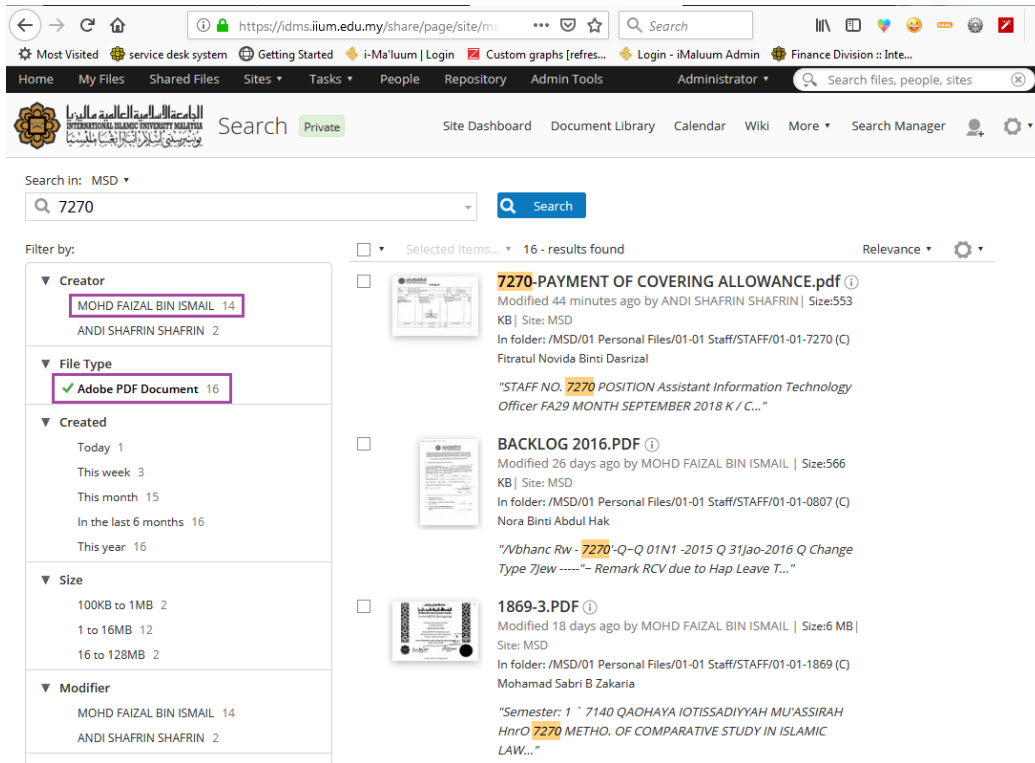 https://idms.iium.edu.my/share/page/site/ms
Search
Most Visited service desk system Getting Started i-Ma'luum | Login Custom graphs [refres... Login - iMaluum Admin Finance Division :: Inte...
Home My Files Shared Files Sites Tasks People Repository Admin Tools Administrator Search files, people, sites
الجامعة الإسلامية العالمية ماليزيا
INTERNATIONAL ISLAMIC UNIVERSITY MALAYSIA
Search Private Site Dashboard Document Library Calendar Wiki More Search Manager
Search in: MSD
7270 Search
Filter by: Selected Items... 16 - results found Relevance
Creator
MOHD FAIZAL BIN ISMAIL 14
ANDI SHAFRIN SHAFRIN 2
File Type
Adobe PDF Document 16
Created
Today 1
This week 3
This month 15
In the last 6 months 16
This year 16
Size
100KB to 1MB 2
1 to 16MB 12
16 to 128MB 2
Modifier
MOHD FAIZAL BIN ISMAIL 14
ANDI SHAFRIN SHAFRIN 2
7270-PAYMENT OF COVERING ALLOWANCE.pdf
Modified 44 minutes ago by ANDI SHAFRIN SHAFRIN| Size:553
KB| Site: MSD
In folder: /MSD/01 Personal Files/01-01 Staff/STAFF/01-01-7270 (C)
Fitratul Novida Binti Dasrizal
"STAFF NO. 7270 POSITION Assistant Information Technology
Officer FA29 MONTH SEPTEMBER 2018 K / C..."
BACKLOG 2016.PDF
Modified 26 days ago by MOHD FAIZAL BIN ISMAIL | Size:566
KB| Site: MSD
In folder: /MSD/01 Personal Files/01-01 Staff/STAFF/01-01-0807 (C)
Nora Binti Abdul Hak
"/Vbhanc Rw - 7270'-Q~Q 01N1 -2015 Q 31Jao-2016 Q Change
Type 7Jew -----"~ Remark RCV due to Hap Leave T..."
1869-3.PDF
Modified 18 days ago by MOHD FAIZAL BIN ISMAIL | Size:6 MB|
Site: MSD
In folder: /MSD/01 Personal Files/01-01 Staff/STAFF/01-01-1869 (C)
Mohamad Sabri B Zakaria
"Semester: 1 ` 7140 QAOHAYA IOTISSADIYYAH MU'ASSIRAH
HnrO 7270 METHO. OF COMPARATIVE STUDY IN ISLAMIC
LAW..."